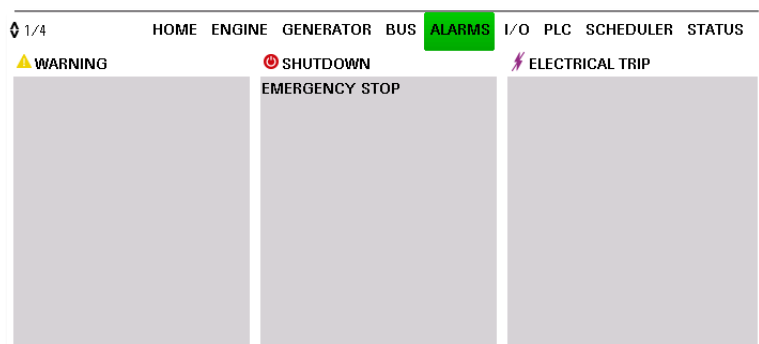 1/4 HOME ENGINE GENERATOR BUS ALARMS I/O PLC SCHEDULER STATUS
WARNING SHUTDOWN ELECTRICAL TRIP
EMERGENCY STOP